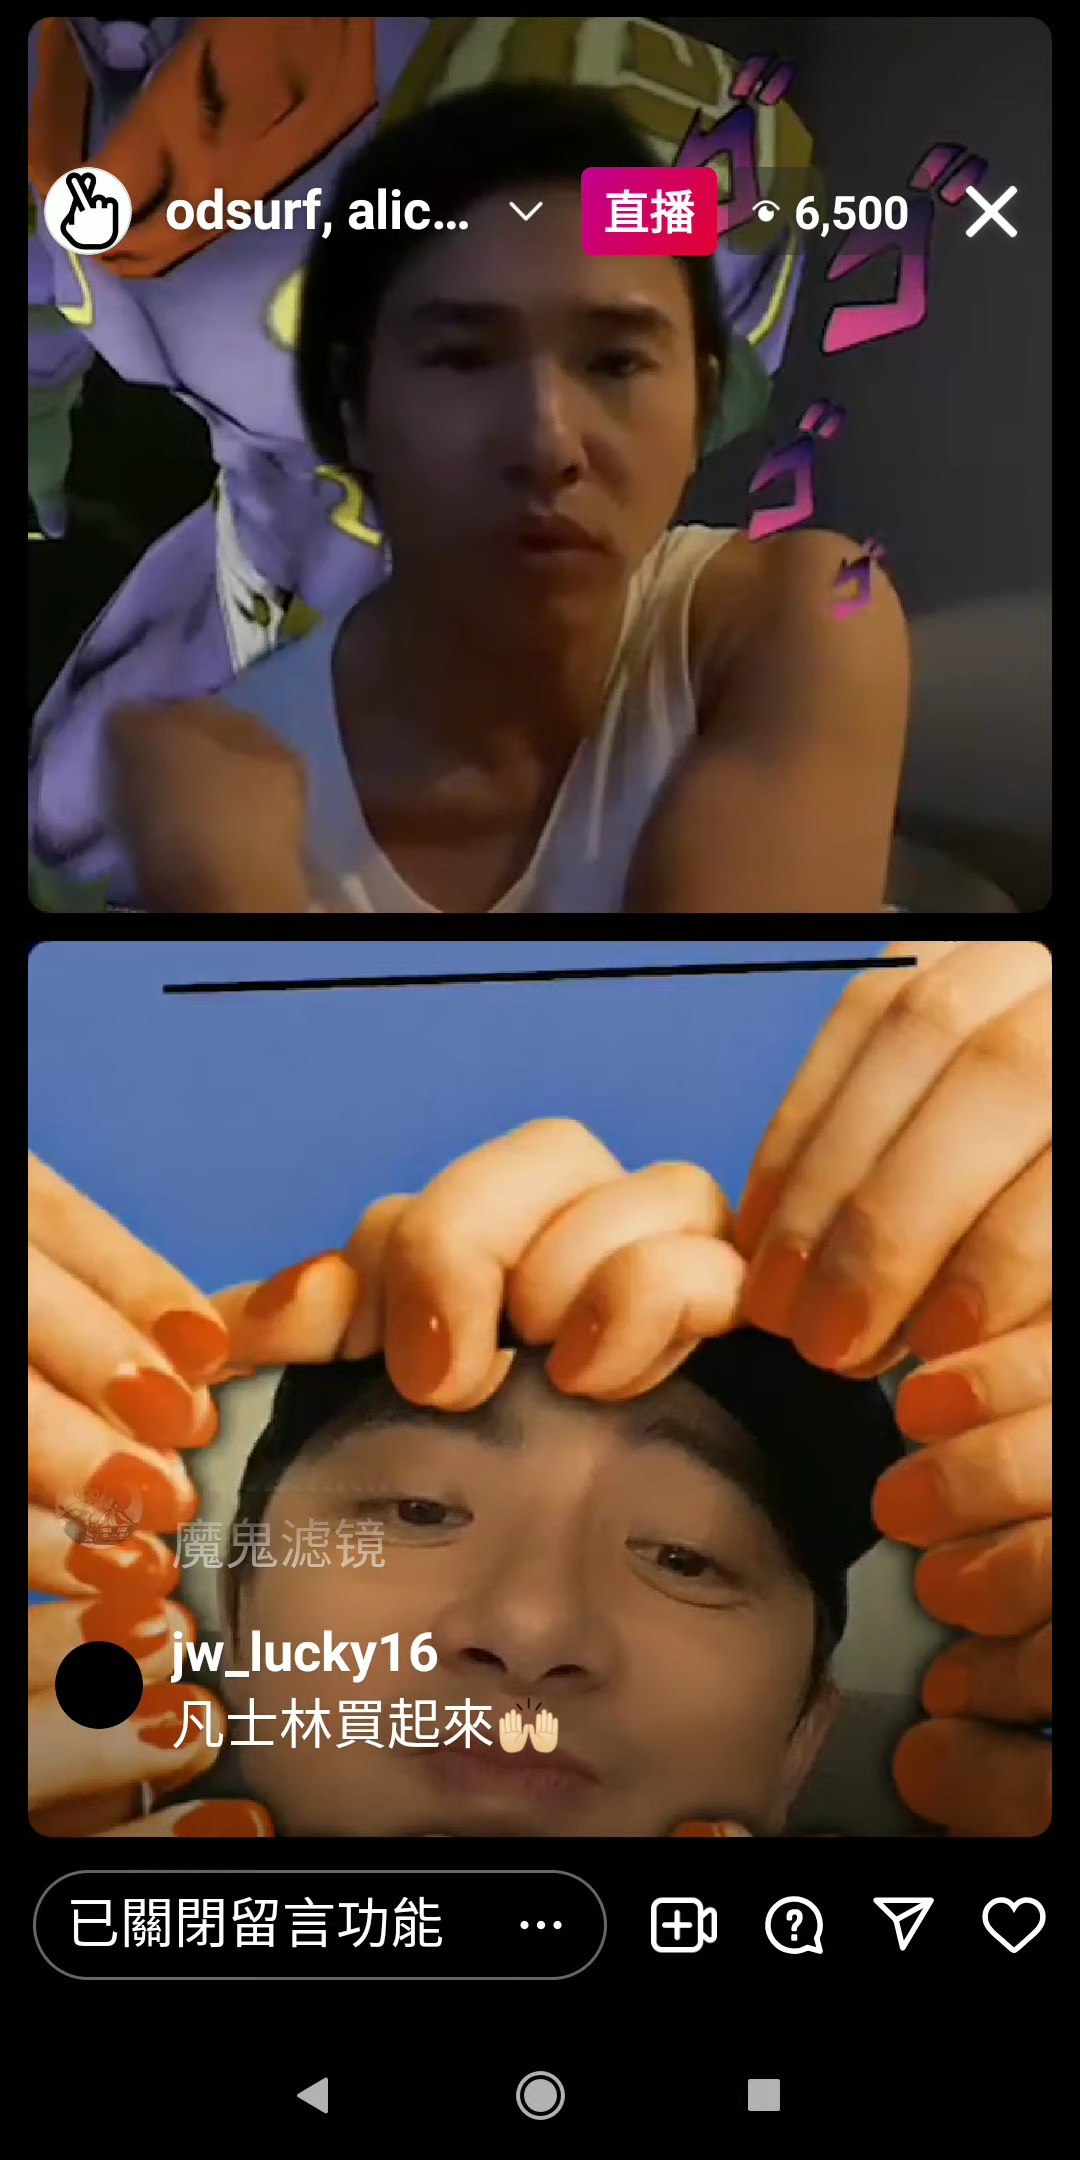 odsurf, alic...
直播
6,500
ゴ
ゴ
ゴ
ゴ
魔鬼滤镜
jw_lucky16
凡士林買起來🙌🏻
已關閉留言功能